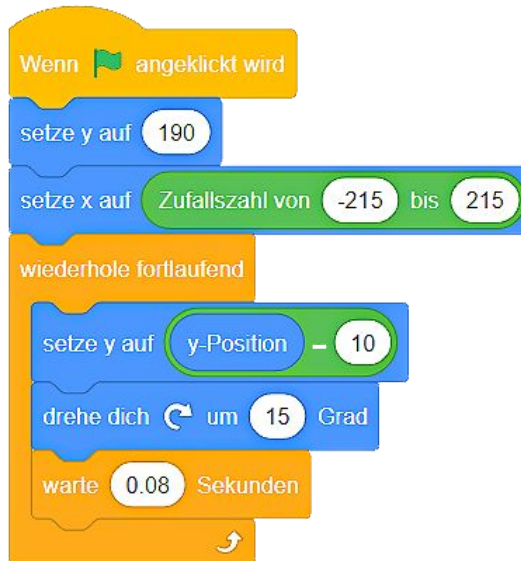 Wenn angeklickt wird
setze y auf 190
setze x auf Zufallszahl von -215 bis 215
wiederhole fortlaufend
setze y auf y-Position - 10
drehe dich um 15 Grad
warte 0.08 Sekunden